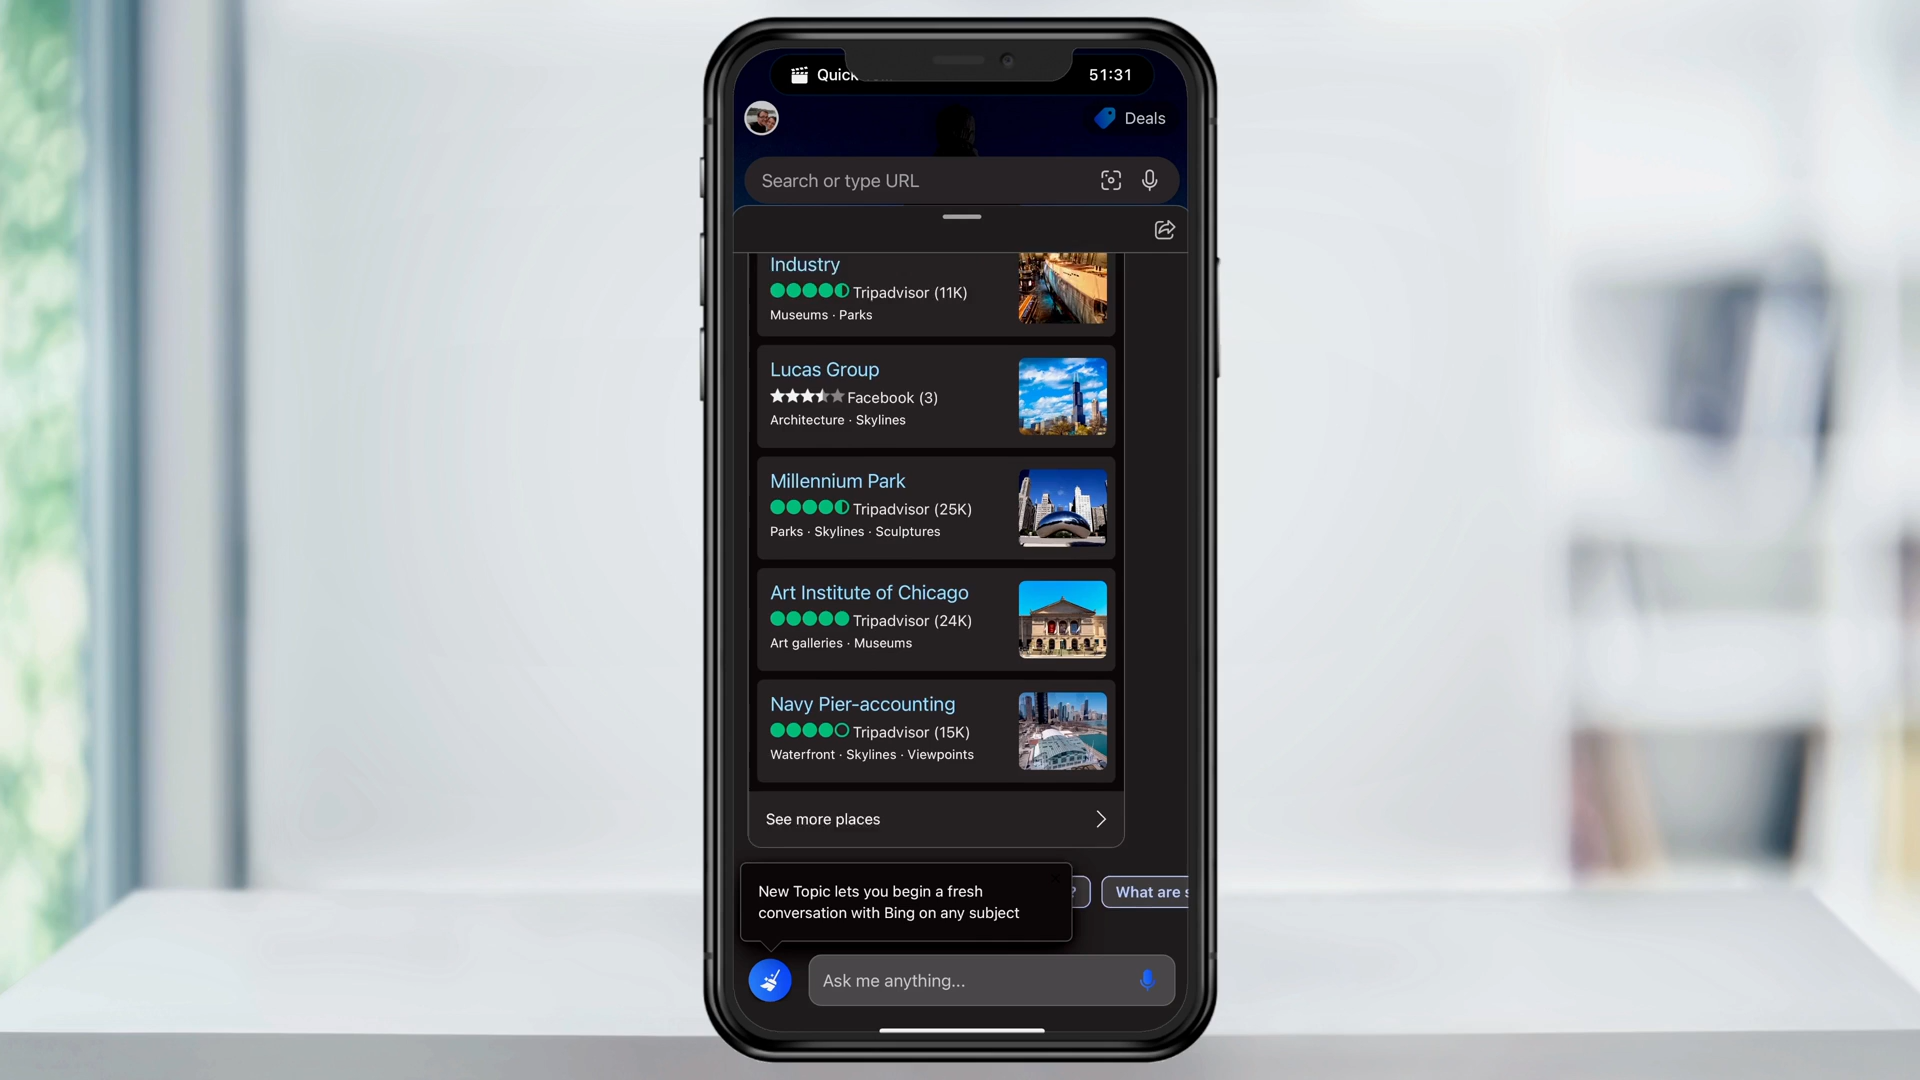 Quick
51:31
Deals
Search or type URL
Industry
Tripadvisor (11K)
Museums · Parks
Lucas Group
Facebook (3)
Architecture · Skylines
Millennium Park
Tripadvisor (25K)
Parks · Skylines · Sculptures
Art Institute of Chicago
Tripadvisor (24K)
Art galleries · Museums
Navy Pier-accounting
Tripadvisor (15K)
Waterfront · Skylines · Viewpoints
See more places
New Topic lets you begin a fresh
conversation with Bing on any subject
?
What are s
Ask me anything...